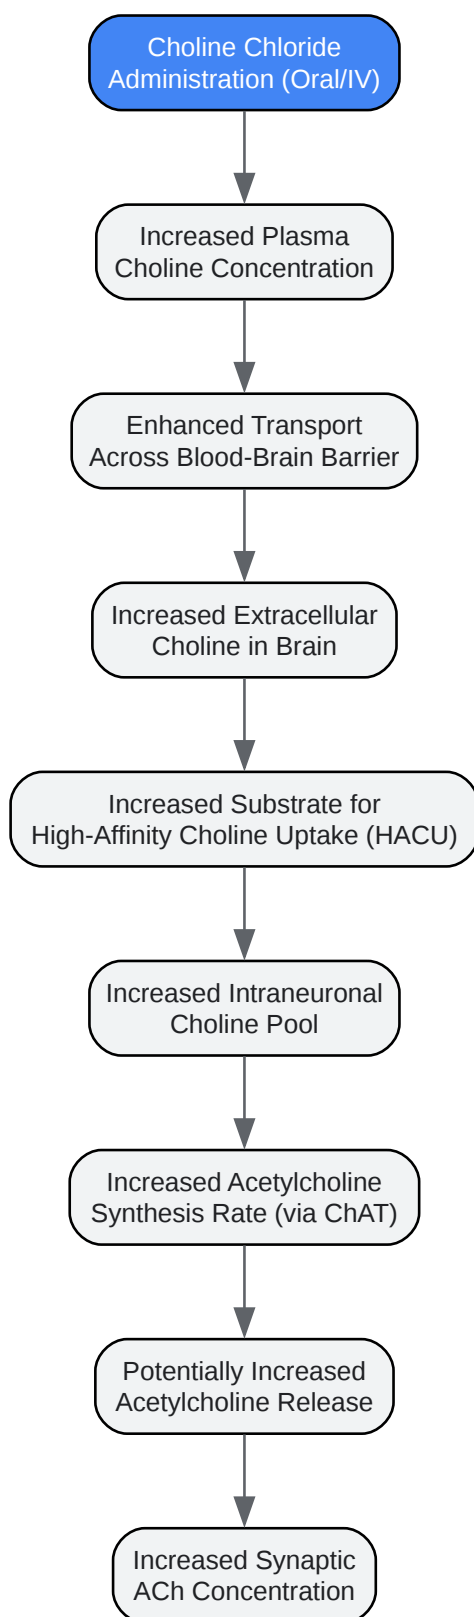 Choline Chloride
Administration (Oral/IV)
Increased Plasma
Choline Concentration
Enhanced Transport
Across Blood-Brain Barrier
Increased Extracellular
Choline in Brain
Increased Substrate for
High-Affinity Choline Uptake (HACU)
Increased Intraneuronal
Choline Pool
Increased Acetylcholine
Synthesis Rate (via ChAT)
Potentially Increased
Acetylcholine Release
Increased Synaptic
ACh Concentration